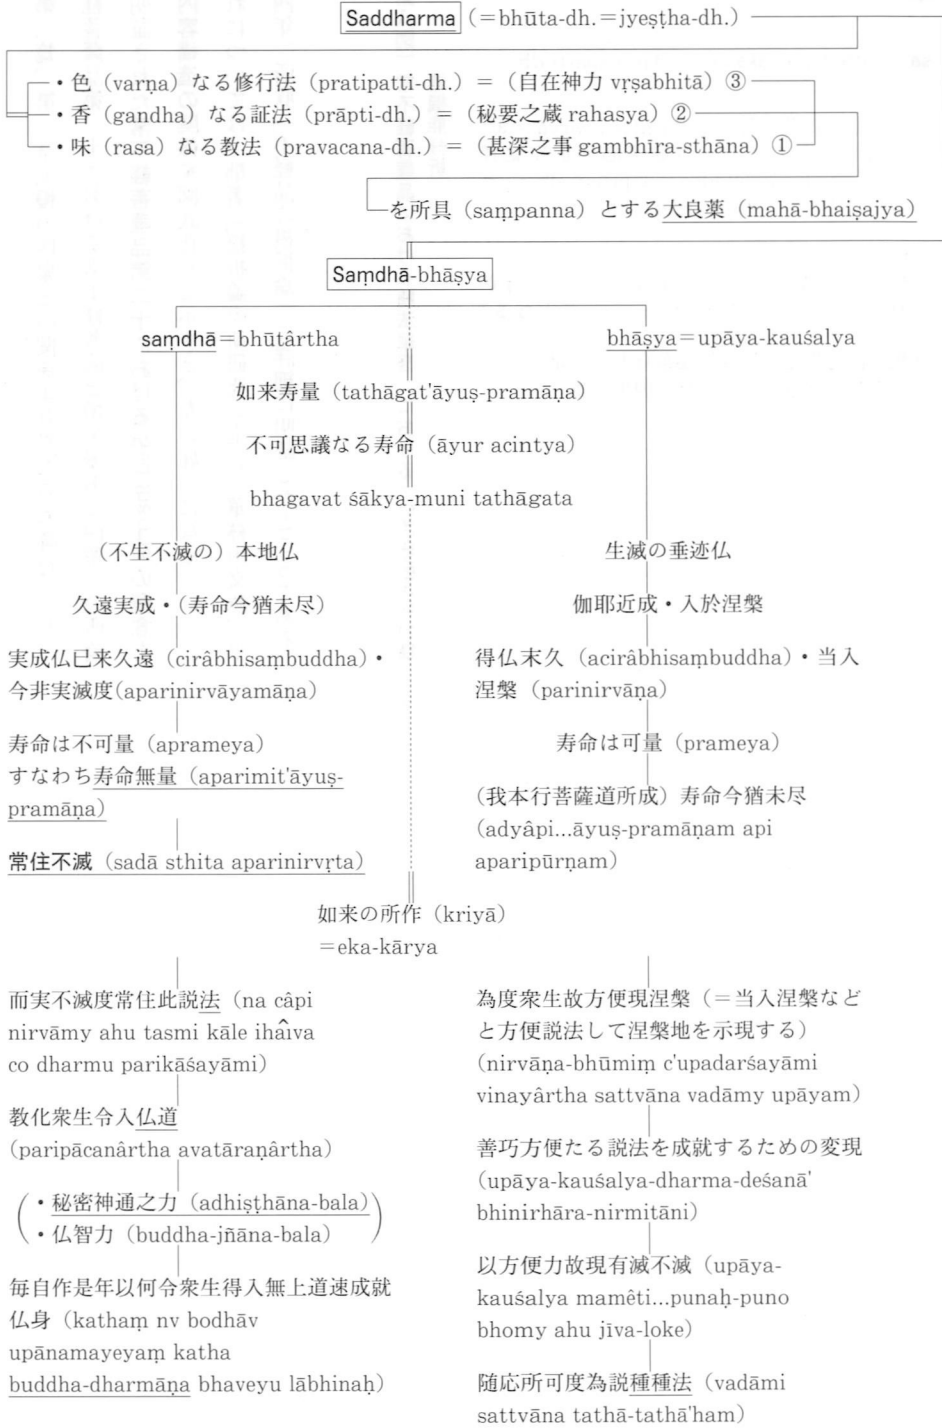 Saddharma（＝bhūta-dh.＝jyeṣṭha-dh.）
・色（varṇa）なる修行法（pratipatti-dh.）＝（自在神力 vṛṣabhitā）③
・香（gandha）なる証法（prāpti-dh.）＝（秘要之蔵 rahasya）②
・味（rasa）なる教法（pravacana-dh.）＝（甚深之事 gambhīra-sthāna）①
を所具（saṃpanna）とする大良薬（mahā-bhaiṣajya）
Saṃdhā-bhāṣya
saṃdhā＝bhūtârtha
bhāṣya＝upāya-kauśalya
如来寿量（tathāgat'āyuṣ-pramāṇa）
不可思議なる寿命（āyur acintya）
bhagavat śākya-muni tathāgata
（不生不滅の）本地仏
久遠実成・（寿命今猶未尽）
実成仏已来久遠（cirâbhisaṃbuddha）・
今非実滅度（aparinirvāyamāṇa）
寿命は不可量（aprameya）
すなわち寿命無量（aparimit'āyuṣ-
pramāṇa）
常住不滅（sadā sthita aparinirvṛta）
生滅の垂迹仏
伽耶近成・入於涅槃
得仏末久（acirâbhisaṃbuddha）・当入
涅槃（parinirvāṇa）
寿命は可量（prameya）
（我本行菩薩道所成）寿命今猶未尽
（adyâpi...āyuṣ-pramāṇam api
aparipūrṇam）
如来の所作（kriyā）
＝eka-kārya
而実不滅度常住此説法（na câpi
nirvāmy ahu tasmi kāle ihâiva
co dharmu parikāśayāmi）
教化衆生令入仏道
（paripācanârtha avatāraṇârtha）
・秘密神通之力（adhiṣṭhāna-bala）
・仏智力（buddha-jñāna-bala）
毎自作是年以何令衆生得入無上道速成就
仏身（kathaṃ nv bodhāv
upānamayeyaṃ katha
buddha-dharmāṇa bhaveyu lābhinaḥ）
為度衆生故方便現涅槃（＝当入涅槃など
と方便説法して涅槃地を示現する）
（nirvāṇa-bhūmiṃ c'upadarśayāmi
vinayârtha sattvāna vadāmy upāyam）
善巧方便たる説法を成就するための変現
（upāya-kauśalya-dharma-deśanā'
bhinirhāra-nirmitāni）
以方便力故現有滅不滅（upāya-
kauśalya mamêti...punaḥ-puno
bhomy ahu jīva-loke）
随応所可度為説種種法（vadāmi
sattvāna tathā-tathā'ham）